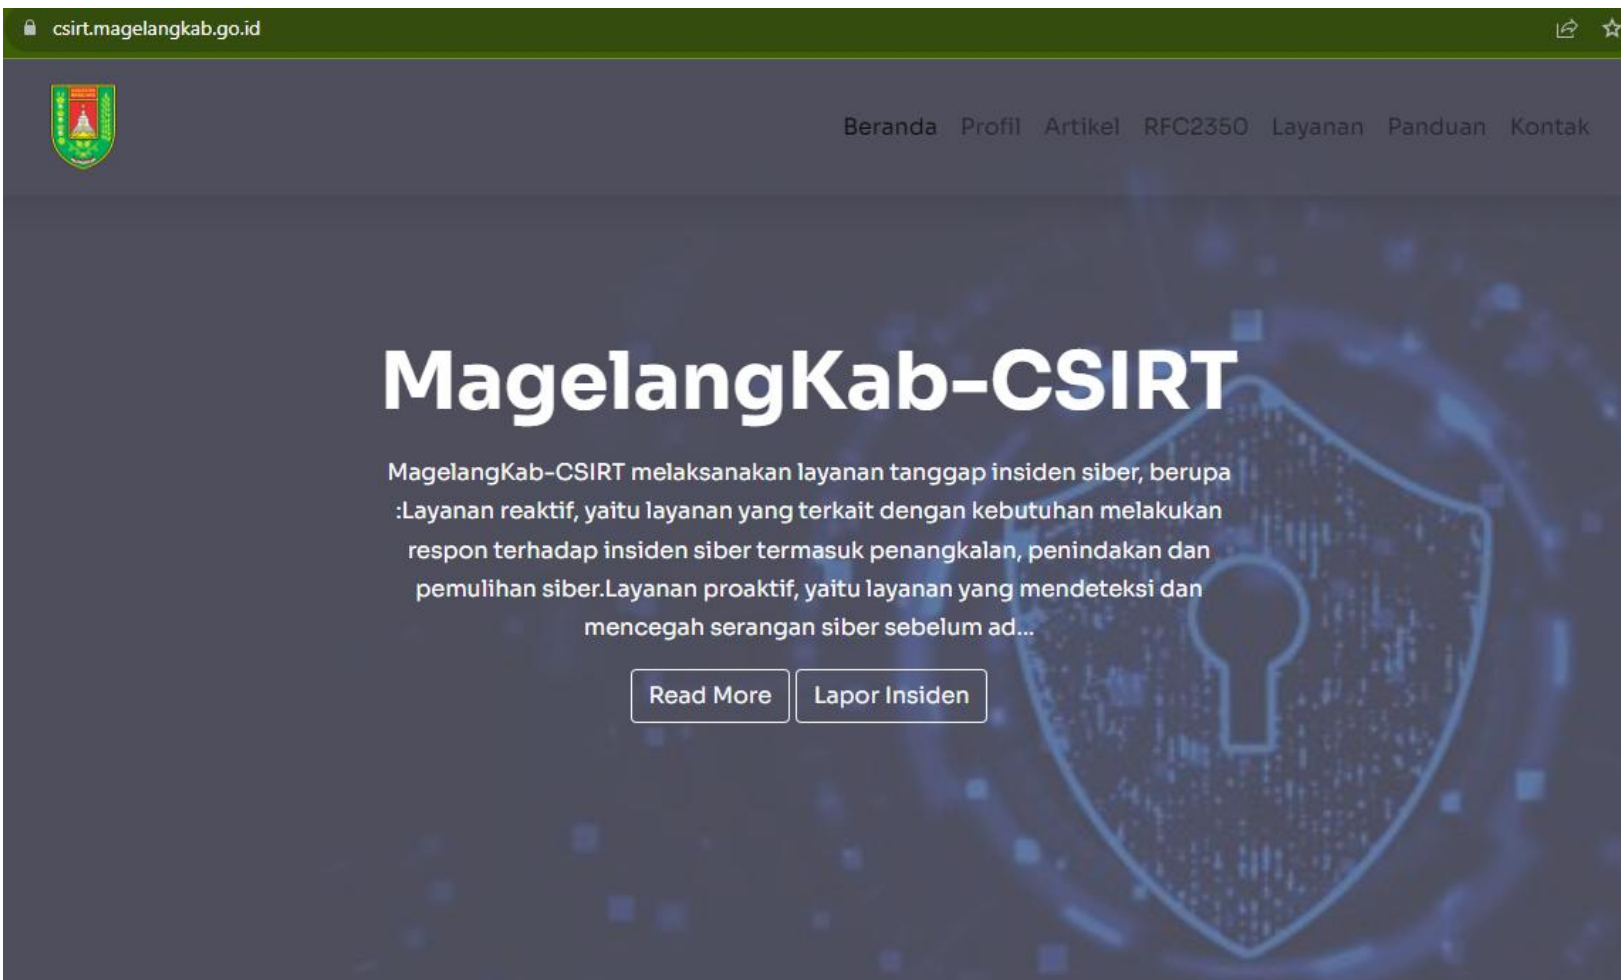 csirt.magelangkab.go.id
Beranda Profil Artikel RFC2350 Layanan Panduan Kontak
MagelangKab-CSIRT
MagelangKab-CSIRT melaksanakan layanan tanggap insiden siber, berupa
:Layanan reaktif, yaitu layanan yang terkait dengan kebutuhan melakukan
respon terhadap insiden siber termasuk penangkalan, penindakan dan
pemulihan siber.Layanan proaktif, yaitu layanan yang mendeteksi dan
mencegah serangan siber sebelum ad...
Read More Lapor Insiden